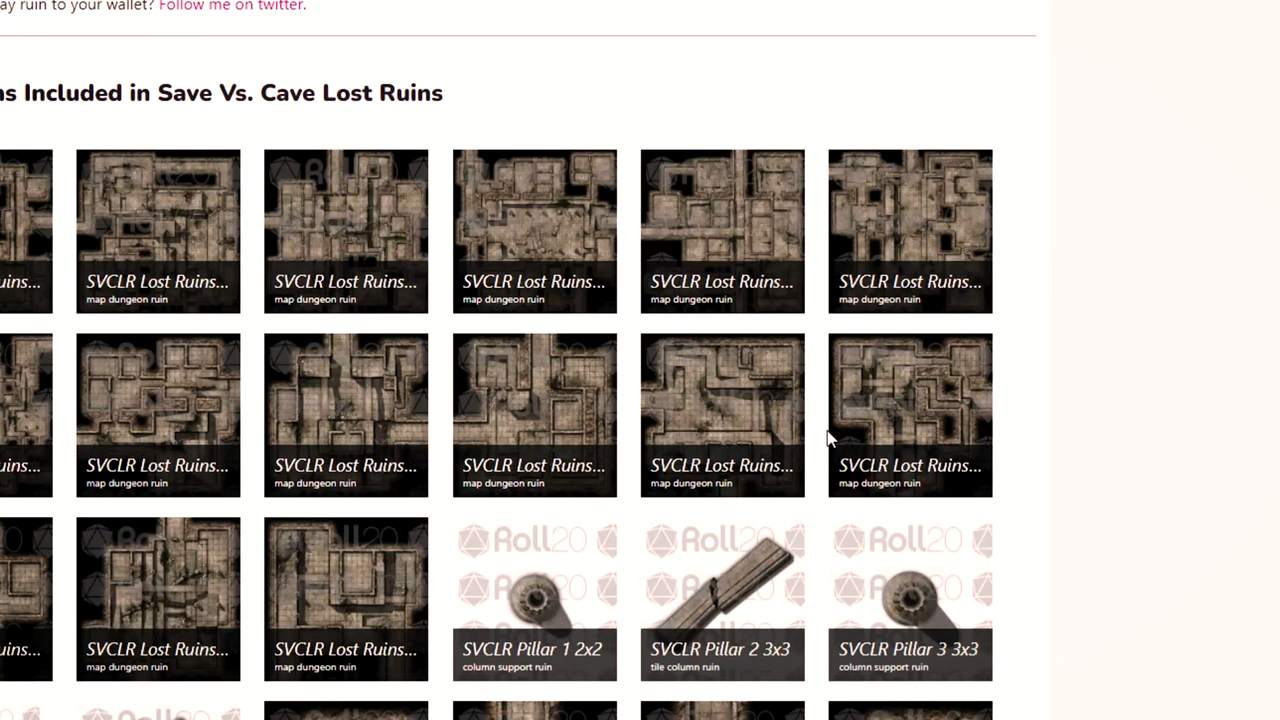 ay ruin to your wallet? Follow me on twitter.
ns Included in Save Vs. Cave Lost Ruins
uins... SVCLR Lost Ruins... SVCLR Lost Ruins... SVCLR Lost Ruins... SVCLR Lost Ruins... SVCLR Lost Ruins...
map dungeon ruin map dungeon ruin map dungeon ruin map dungeon ruin map dungeon ruin
uins... SVCLR Lost Ruins... SVCLR Lost Ruins... SVCLR Lost Ruins... SVCLR Lost Ruins... SVCLR Lost Ruins...
map dungeon ruin map dungeon ruin map dungeon ruin map dungeon ruin map dungeon ruin
Roll20 Roll20 Roll20
uins... SVCLR Lost Ruins... SVCLR Lost Ruins... SVCLR Pillar 1 2x2 SVCLR Pillar 2 3x3 SVCLR Pillar 3 3x3
map dungeon ruin map dungeon ruin column support ruin tile column ruin column support ruin